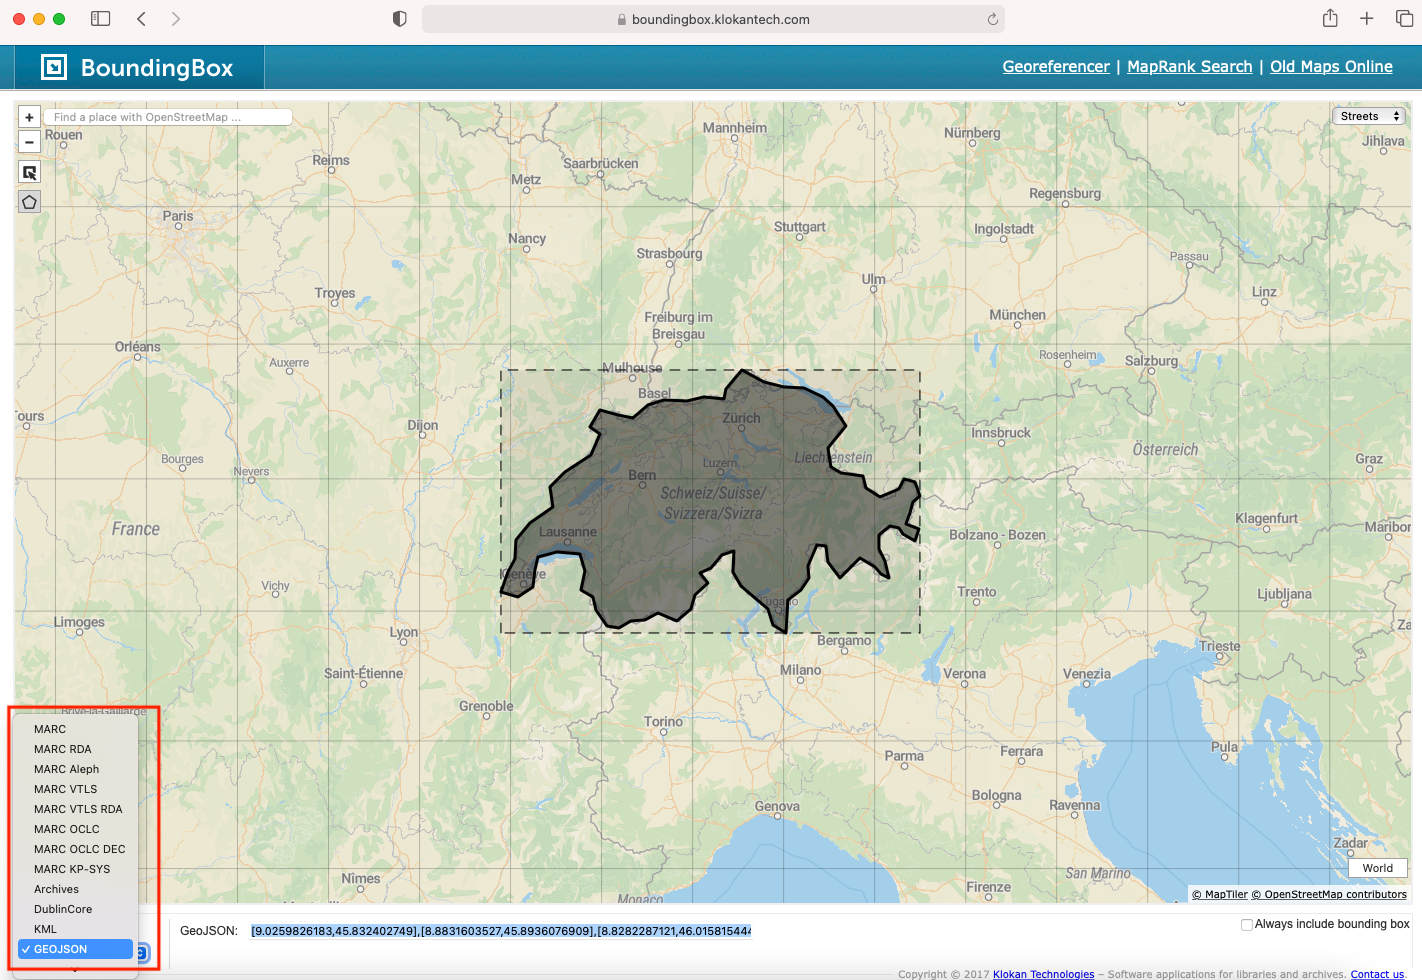 boundingbox.klokantech.com
BoundingBox
Georeferencer | MapRank Search | Old Maps Online
+
Find a place with OpenStreetMap ...
Streets
−
Rouen
Mannheim
Nürnberg
Jihlava
Reims
Saarbrücken
Metz
Regensburg
Paris
Stuttgart
Ingolstadt
Nancy
Strasbourg
Passau
Ulm
Troyes
Linz
Freiburg im
Breisgau
München
Orléans
Auxerre
Rosenheim
Salzburg
Mulhouse
Basel
ours
Zürich
Dijon
Innsbruck
Österreich
Bourges
Nevers
Luzern
Liechtenstein
Graz
Bern
Schweiz/Suisse/
Svizzera/Svizra
France
Lausanne
Klagenfurt
Maribor
Bolzano - Bozen
Genève
Vichy
Trento
Ljubljana
Limoges
Lugano
Lyon
Bergamo
Za
Trieste
Saint-Étienne
Milano
Verona
Venezia
Grenoble
Brive-la-Gaillarde
Torino
Parma
Ferrara
Pula
Bologna
Genova
Ravenna
Zadar
Nîmes
San Marino
World
Firenze
Monaco
© MapTiler © OpenStreetMap contributors
MARC
MARC RDA
MARC Aleph
MARC VTLS
MARC VTLS RDA
MARC OCLC
MARC OCLC DEC
MARC KP-SYS
Archives
DublinCore
KML
✓ GEOJSON
GeoJSON: [9.0259826183,45.832402749],[8.8831603527,45.8936076909],[8.8282287121,46.015815444
Always include bounding box
Copyright © 2017 Klokan Technologies – Software applications for libraries and archives. Contact us.